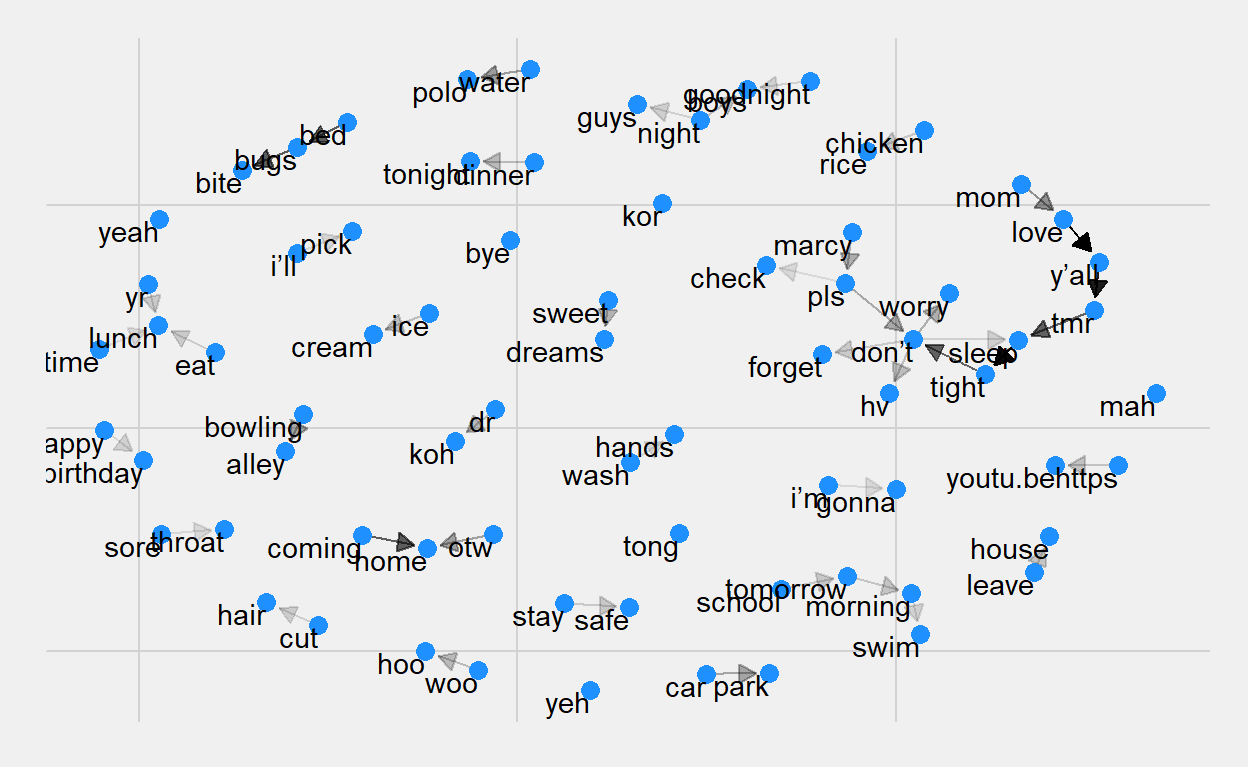 water
polo
goodnight
boys
guys
night
bed
bugs
bite
chicken
rice
tonight
dinner
mom
love
y'all
tmr
kor
yeah
pick
i'll
bye
marcy
check
pls
worry
yr
lunch
time
eat
ice
cream
sweet
dreams
don't
sleep
forget
tight
hv
mah
appy
birthday
bowling
alley
dr
koh
hands
wash
i'm
gonna
youtu.be
https
sore
throat
coming
home
otw
tong
house
leave
tomorrow
school
morning
swim
hair
cut
stay
safe
hoo
woo
yeh
car
park